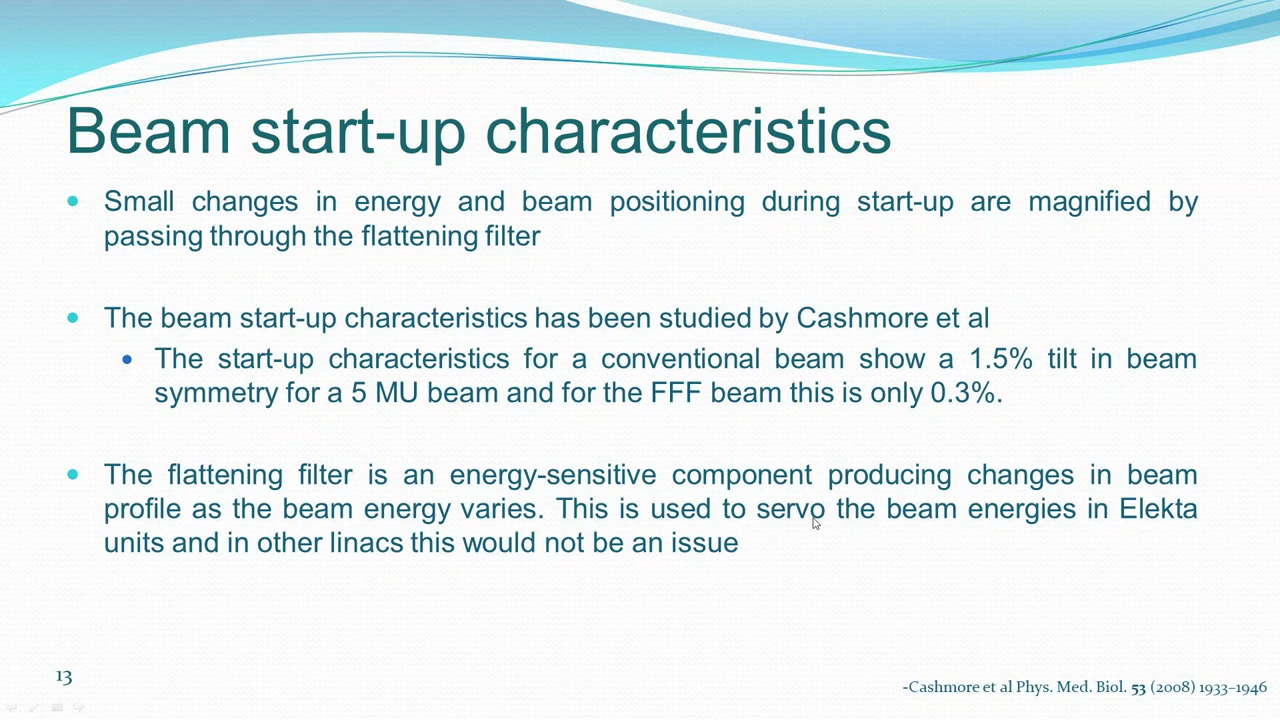 Beam start-up characteristics
Small changes in energy and beam positioning during start-up are magnified by
passing through the flattening filter
The beam start-up characteristics has been studied by Cashmore et al
The start-up characteristics for a conventional beam show a 1.5% tilt in beam
symmetry for a 5 MU beam and for the FFF beam this is only 0.3%.
The flattening filter is an energy-sensitive component producing changes in beam
profile as the beam energy varies. This is used to servo the beam energies in Elekta
units and in other linacs this would not be an issue
13
-Cashmore et al Phys. Med. Biol. 53 (2008) 1933–1946